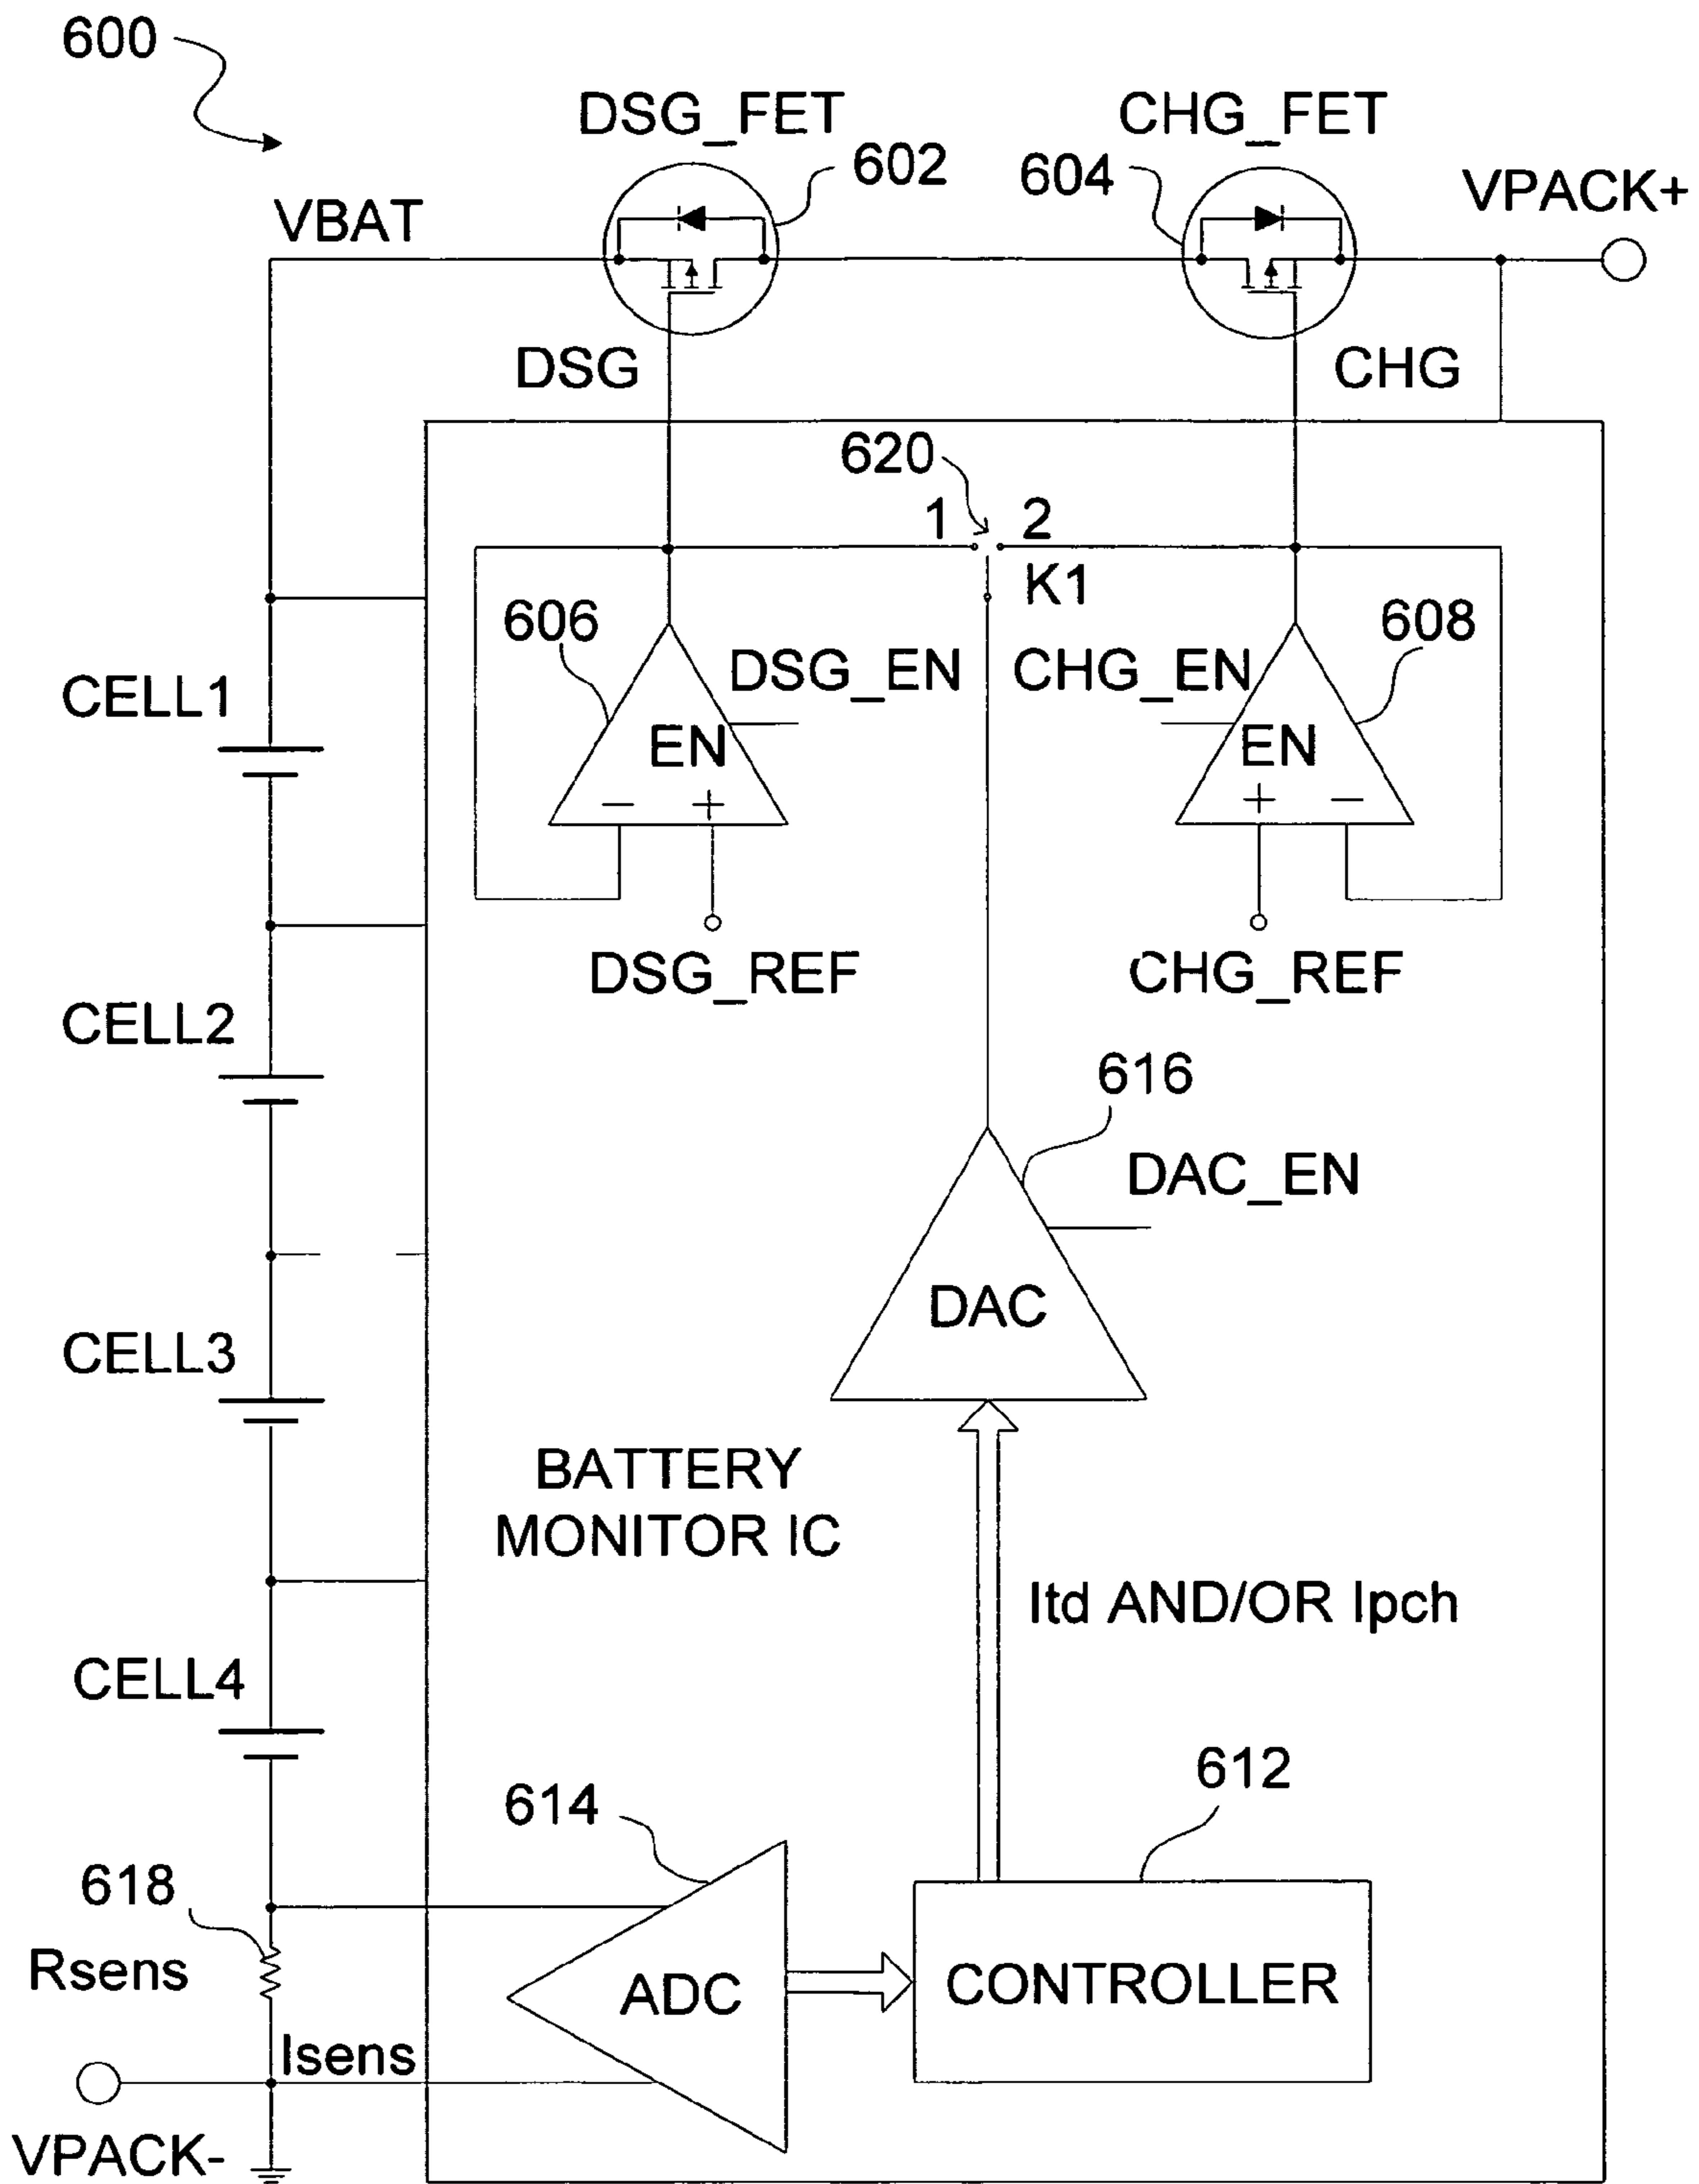 600
DSG_FET
CHG_FET
602
604
VPACK+
VBAT
DSG
CHG
620
1
2
K1
606
608
DSG_EN
CHG_EN
CELL1
EN
EN
− +
+ −
DSG_REF
CHG_REF
CELL2
616
DAC_EN
DAC
CELL3
BATTERY
MONITOR IC
Itd AND/OR Ipch
CELL4
612
614
618
Rsens
ADC
CONTROLLER
Isens
VPACK-